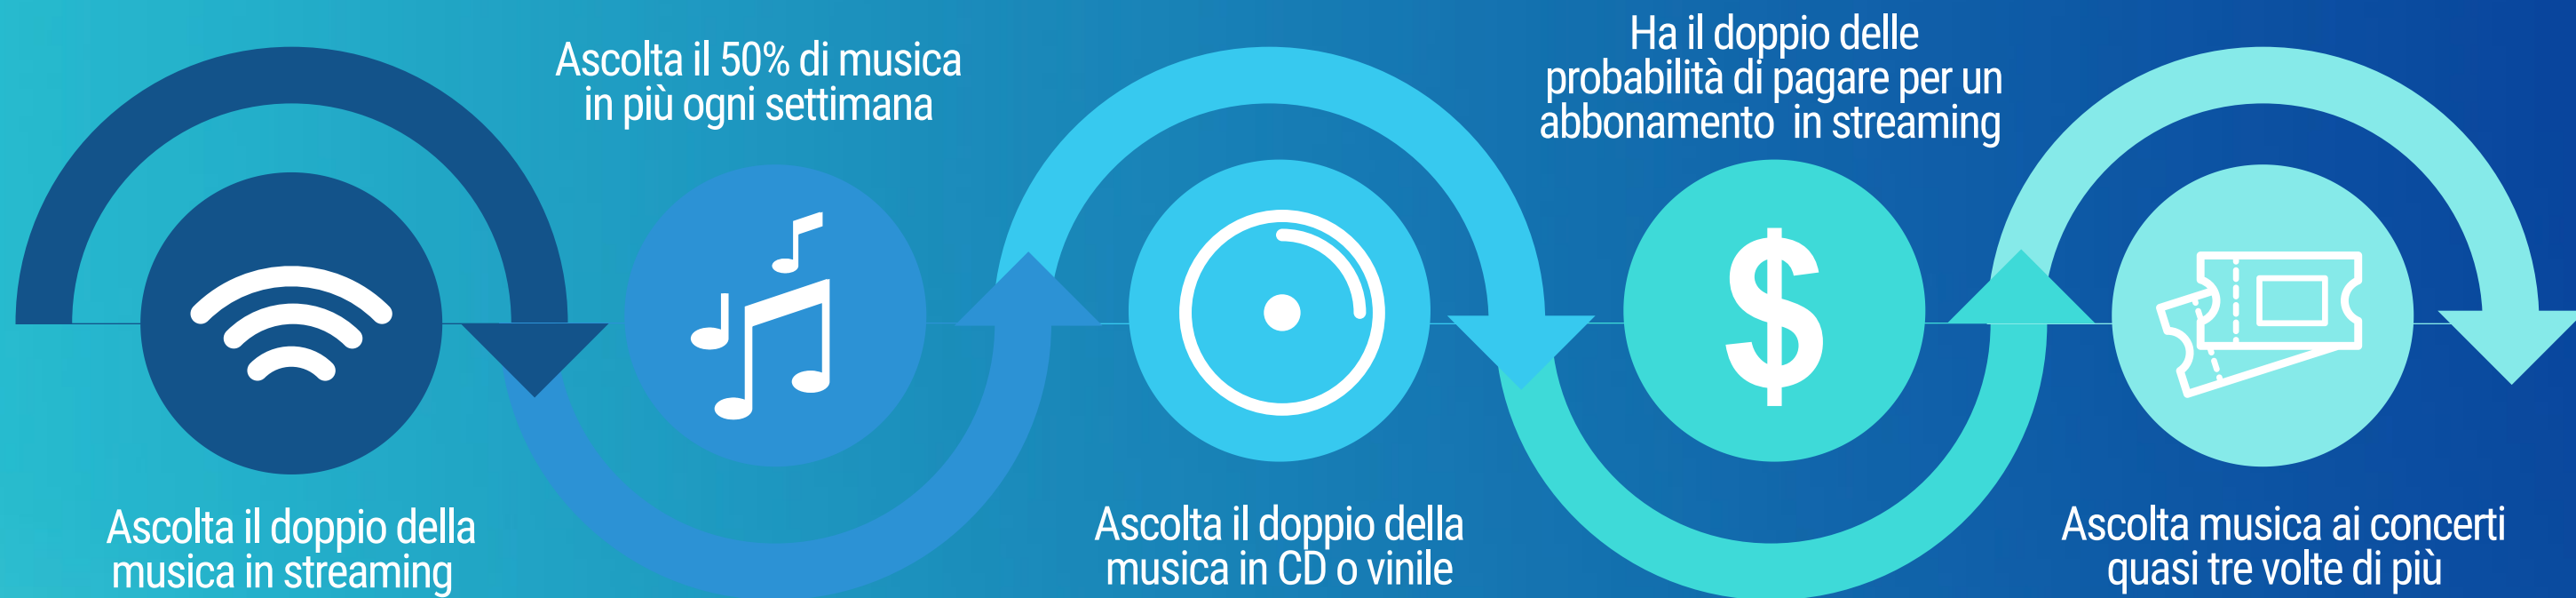 Ascolta il doppio della
musica in streaming
Ascolta il 50% di musica
in più ogni settimana
Ascolta il doppio della
musica in CD o vinile
Ha il doppio delle
probabilità di pagare per un
abbonamento  in streaming
$
Ascolta musica ai concerti
quasi tre volte di più